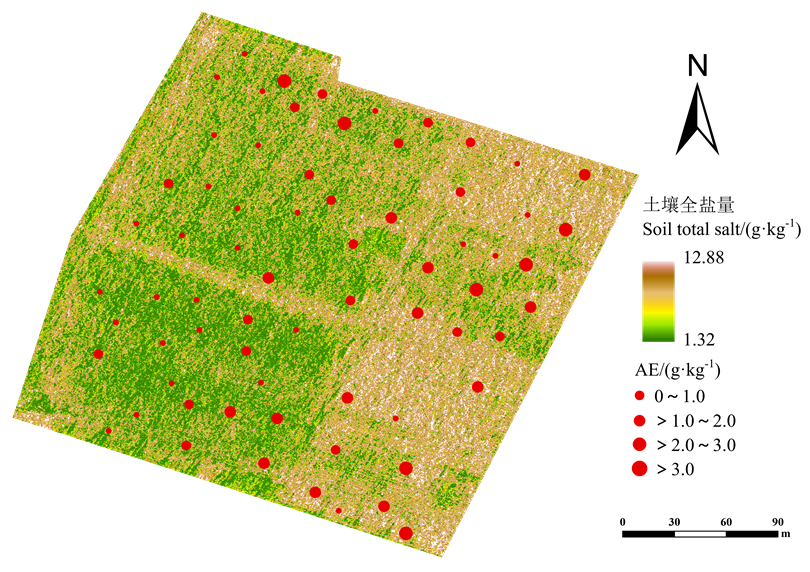 N
土壤全盐量
Soil total salt/(g·kg⁻¹)
12.88
1.32
AE/(g·kg⁻¹)
0～1.0
＞1.0～2.0
＞2.0～3.0
＞3.0
0 30 60 90
m